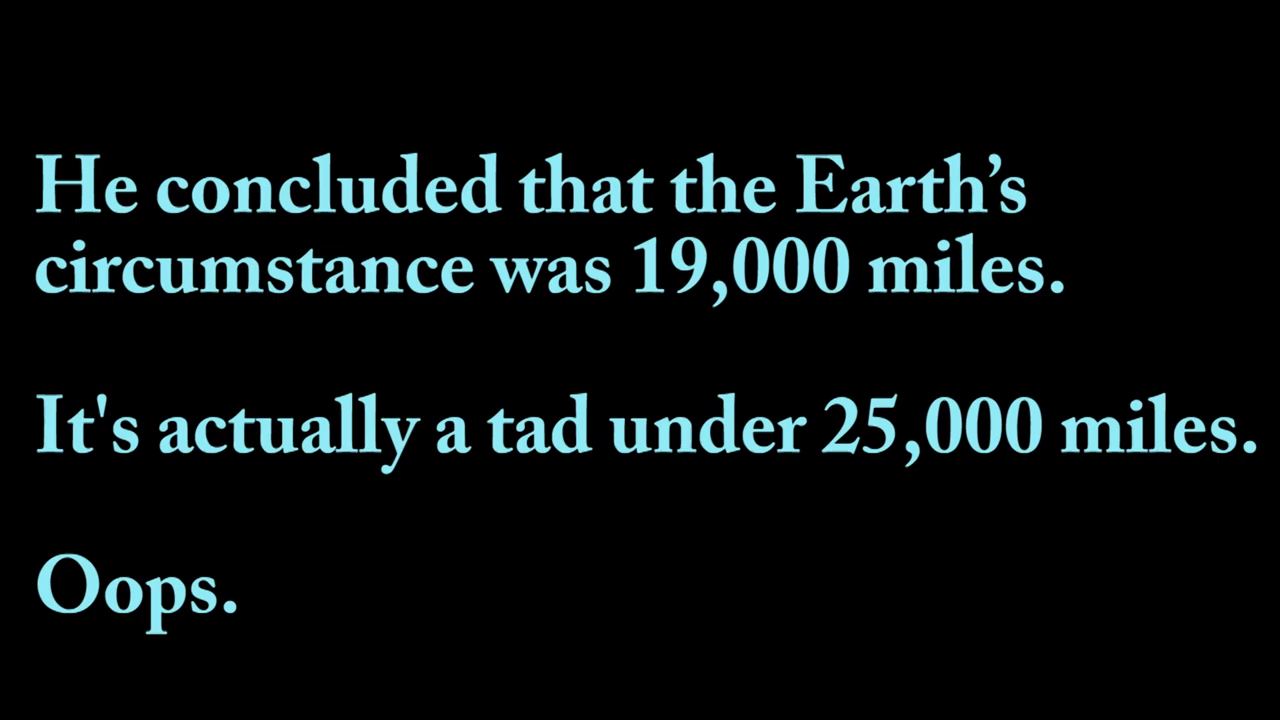 He concluded that the Earth’s
circumstance was 19,000 miles.
It's actually a tad under 25,000 miles.
Oops.